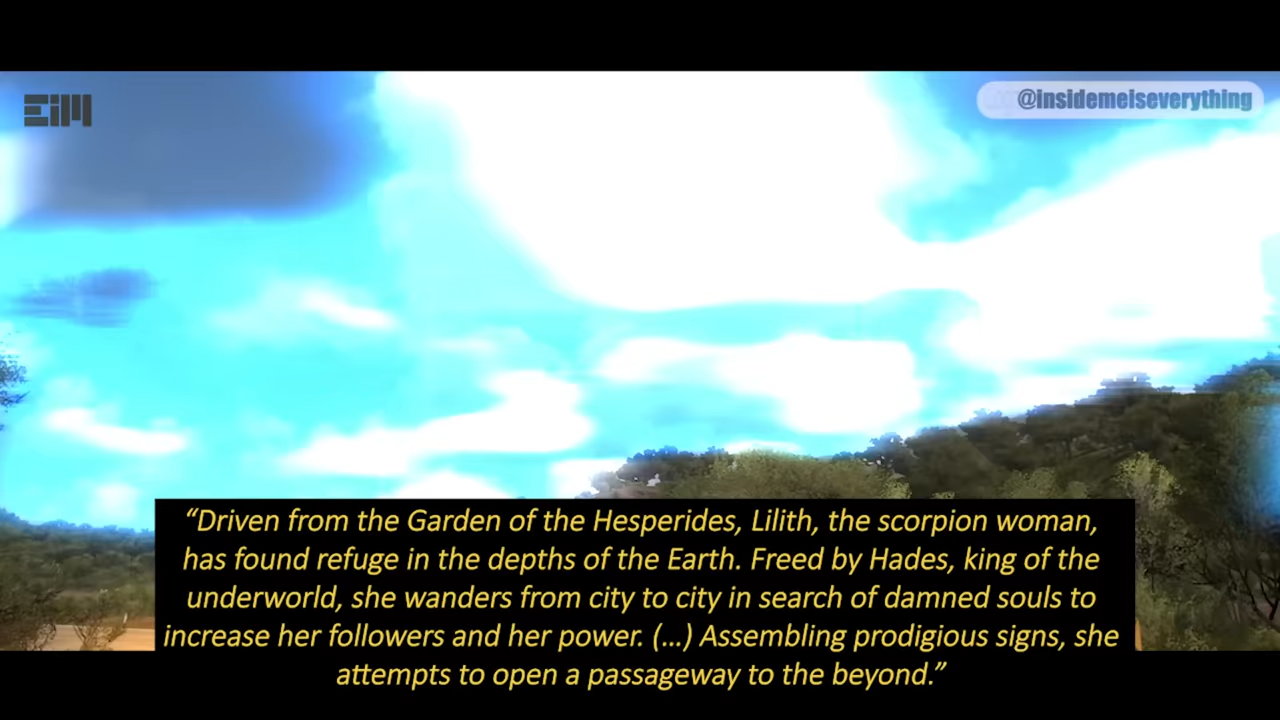 EiM
@insidemeiseverything
“Driven from the Garden of the Hesperides, Lilith, the scorpion woman,
has found refuge in the depths of the Earth. Freed by Hades, king of the
underworld, she wanders from city to city in search of damned souls to
increase her followers and her power. (...) Assembling prodigious signs, she
attempts to open a passageway to the beyond.”